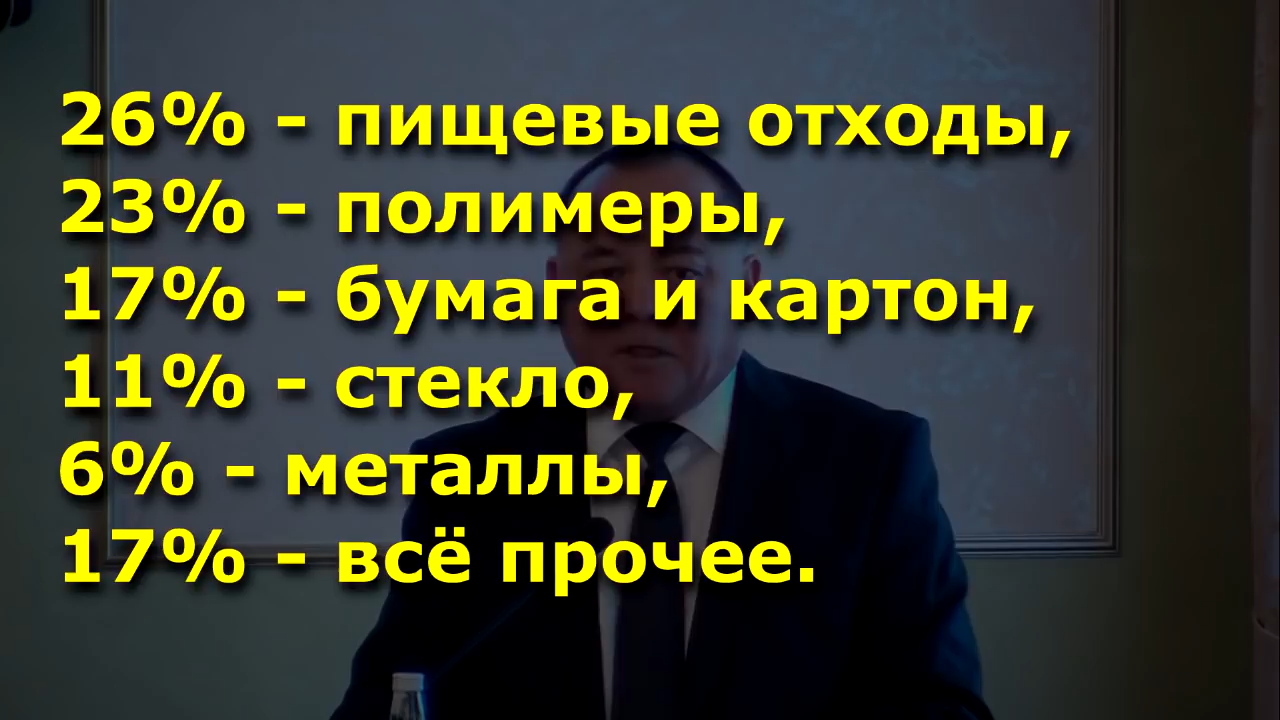 26% - пищевые отходы,
23% - полимеры,
17% - бумага и картон,
11% - стекло,
6% - металлы,
17% - всё прочее.